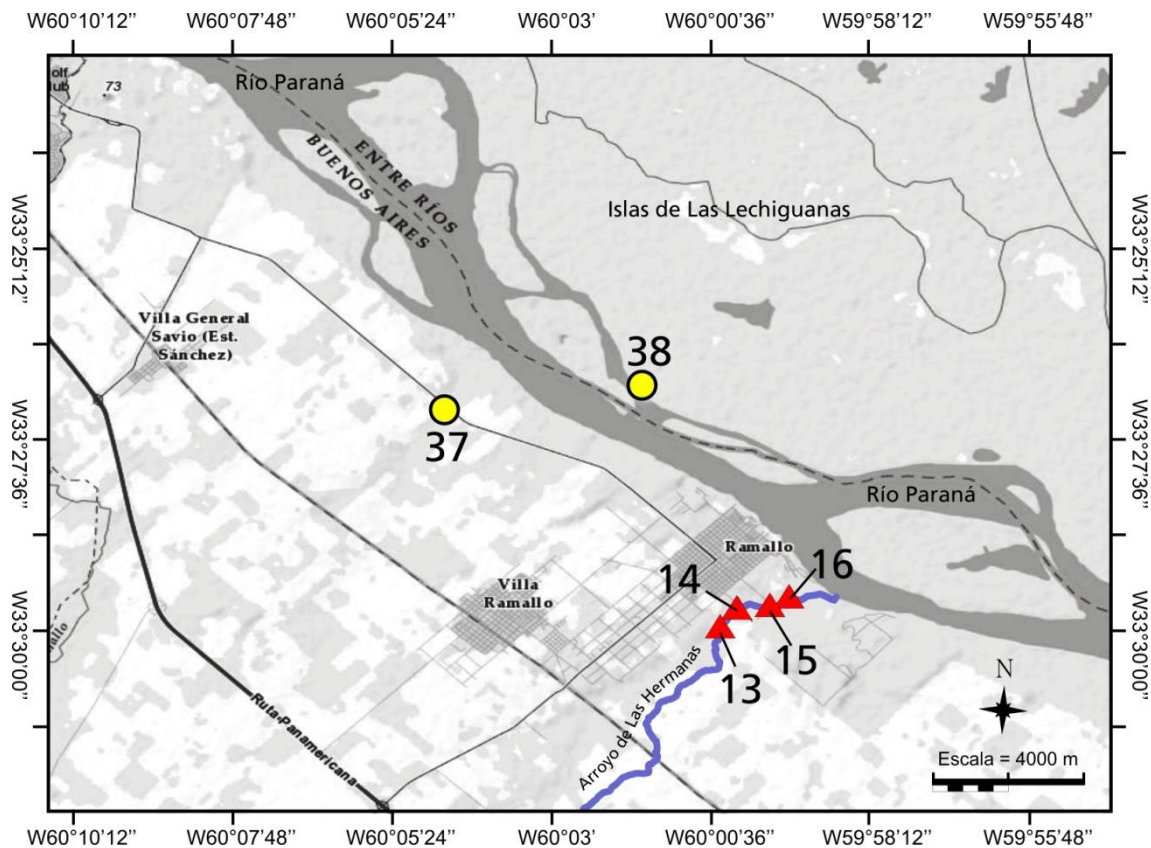 W60°10’12’’ W60°07’48’’ W60°05’24’’ W60°03’ W60°00’36’’ W59°58’12’’ W59°55’48’’
olf
lub
73
Río Paraná
ENTRE RÍOS
BUENOS AIRES
Islas de Las Lechiguanas
W33°25’12’’
W33°25’12’’
Villa General
Savio (Est.
Sánchez)
38
37
W33°27’36’’
W33°27’36’’
Río Paraná
Ramallo
14
16
Villa
Ramallo
15
13
W33°30’00’’
W33°30’00’’
Arroyo de Las Hermanas
N
Ruta Panamericana
Escala = 4000 m
W60°10’12’’ W60°07’48’’ W60°05’24’’ W60°03’ W60°00’36’’ W59°58’12’’ W59°55’48’’